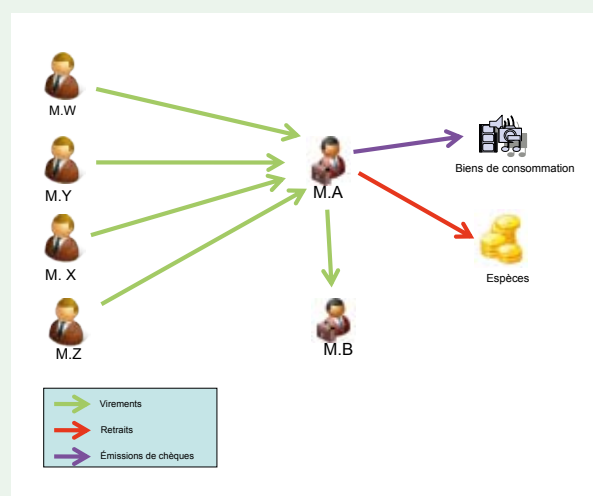 M.W
M.Y
M. X
M.Z
M.A
M.B
Biens de consommation
Espèces
Virements
Retraits
Émissions de chèques